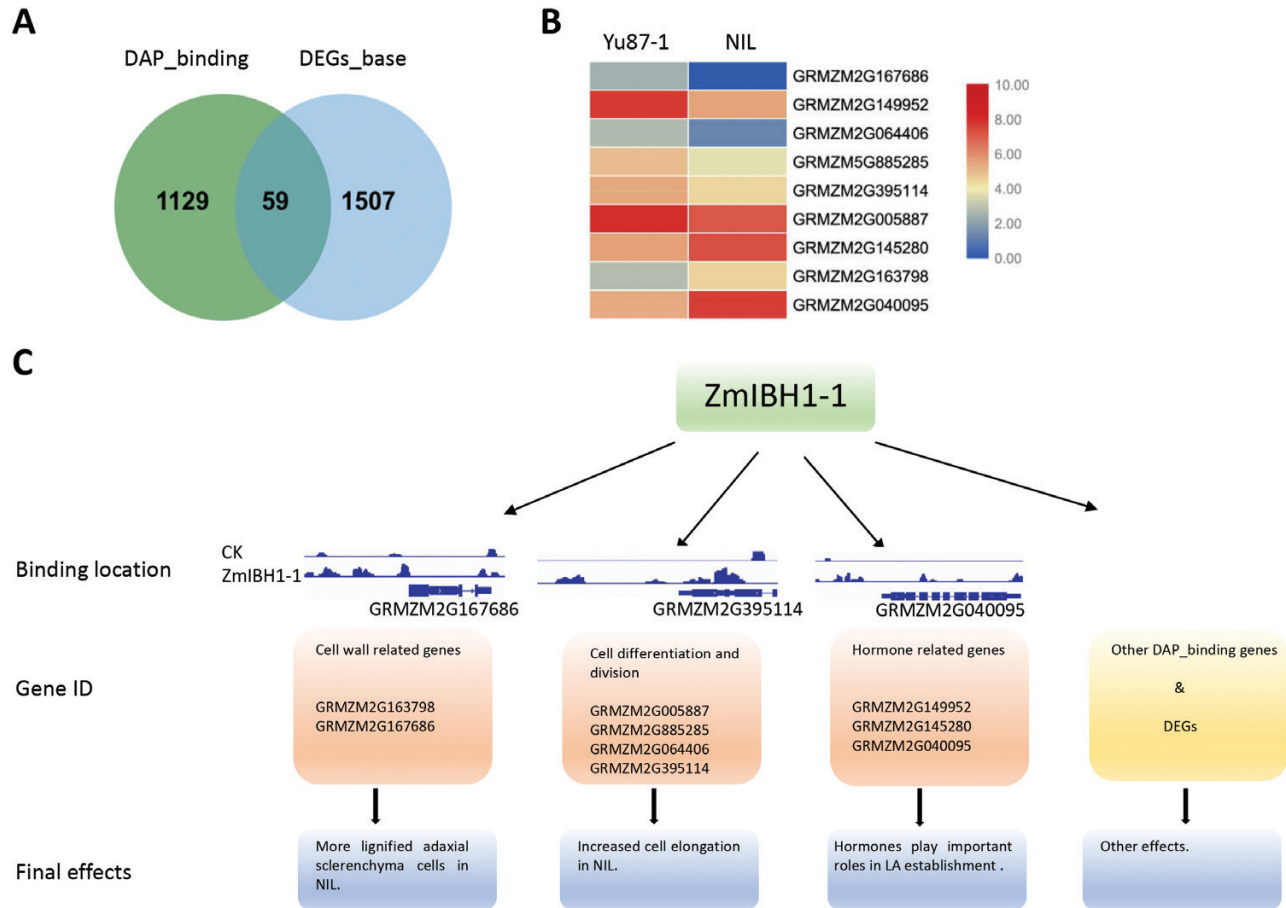 A
DAP_binding
DEGs_base
1129
59
1507
B
Yu87-1
NIL
GRMZM2G167686
GRMZM2G149952
GRMZM2G064406
GRMZM5G885285
GRMZM2G395114
GRMZM2G005887
GRMZM2G145280
GRMZM2G163798
GRMZM2G040095
10.00
8.00
6.00
4.00
2.00
0.00
C
ZmIBH1-1
Binding location
CK
ZmIBH1-1
GRMZM2G167686
GRMZM2G395114
GRMZM2G040095
Gene ID
Cell wall related genes
GRMZM2G163798
GRMZM2G167686
Cell differentiation and
division
GRMZM2G005887
GRMZM2G885285
GRMZM2G064406
GRMZM2G395114
Hormone related genes
GRMZM2G149952
GRMZM2G145280
GRMZM2G040095
Other DAP_binding genes
&
DEGs
Final effects
More lignified adaxial
sclerenchyma cells in
NIL.
Increased cell elongation
in NIL.
Hormones play important
roles in LA establishment .
Other effects.